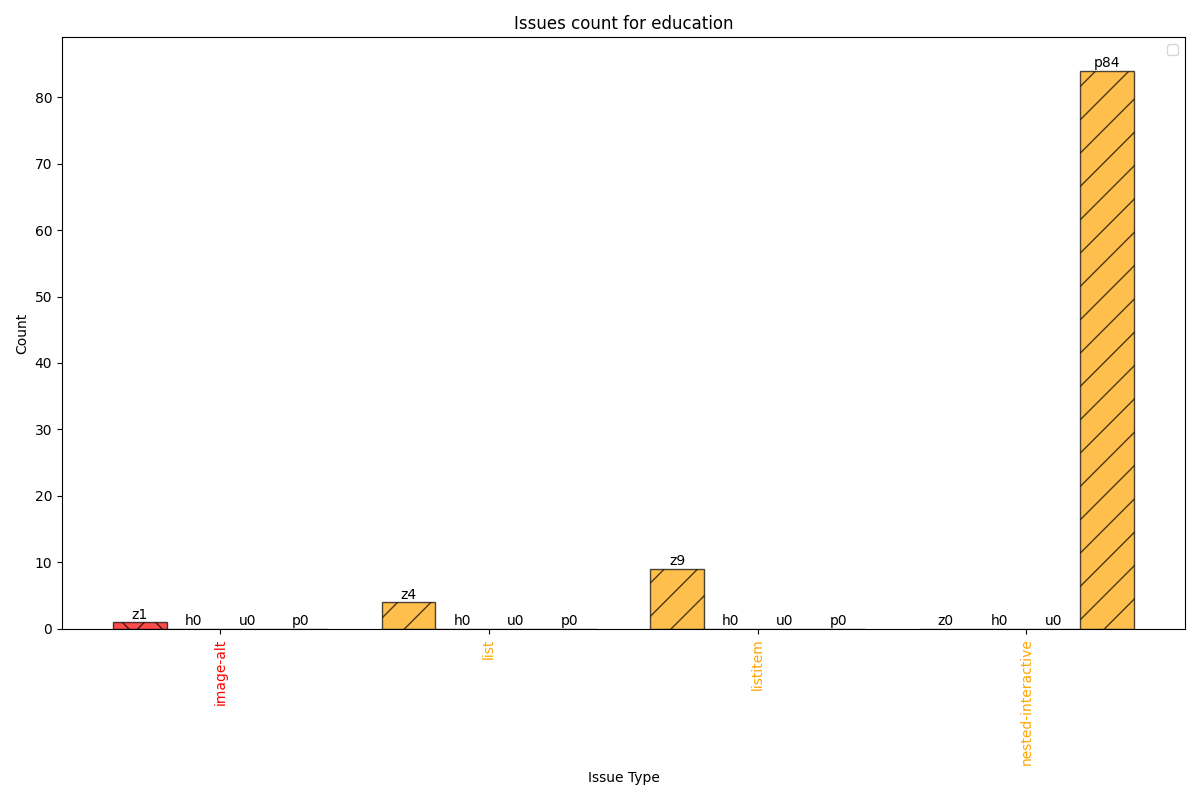 Issues count for education
p84
80
70
60
50
40
30
20
10
0
Count
z1 h0 u0 p0 z4 h0 u0 p0 z9 h0 u0 p0 z0 h0 u0
image-alt
list
listitem
nested-interactive
Issue Type